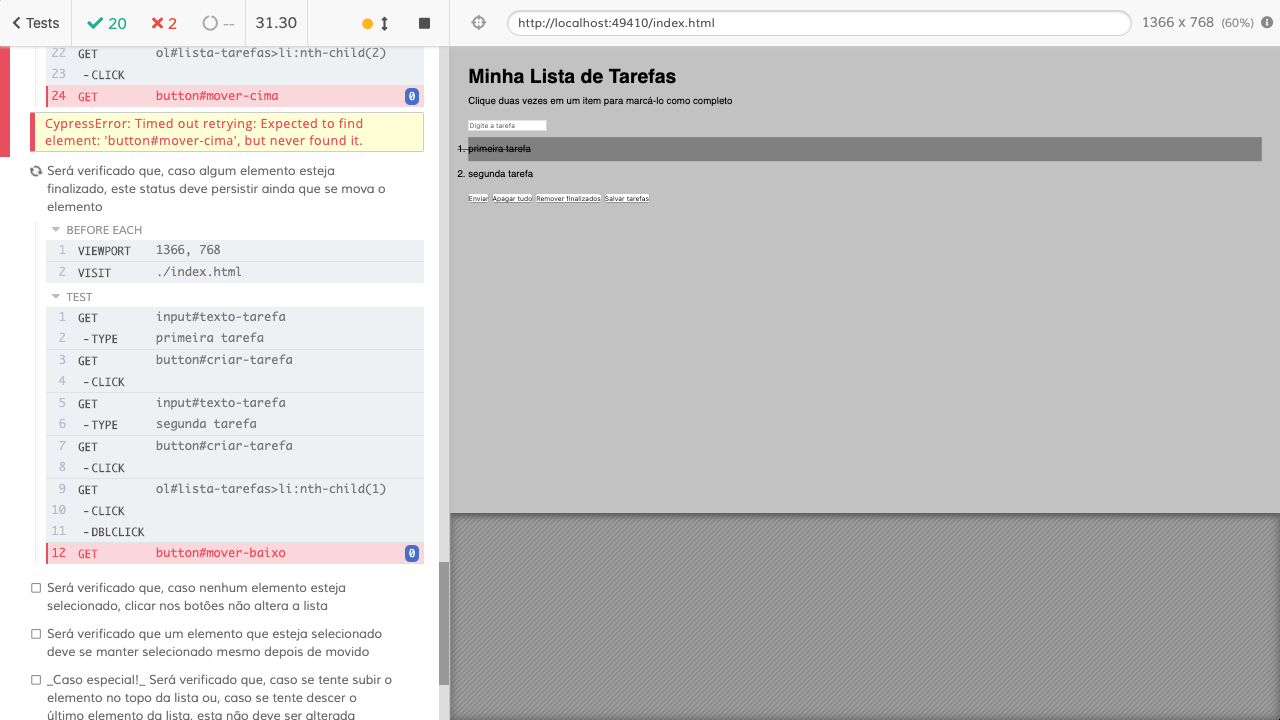 Tests 20 2 -- 31.30
http://localhost:49410/index.html 1366 x 768 (60%)
22 GET ol#lista-tarefas>li:nth-child(2)
23 -CLICK
24 GET button#mover-cima 0
CypressError: Timed out retrying: Expected to find
element: 'button#mover-cima', but never found it.
Será verificado que, caso algum elemento esteja
finalizado, este status deve persistir ainda que se mova o
elemento
BEFORE EACH
1 VIEWPORT 1366, 768
2 VISIT ./index.html
TEST
1 GET input#texto-tarefa
2 -TYPE primeira tarefa
3 GET button#criar-tarefa
4 -CLICK
5 GET input#texto-tarefa
6 -TYPE segunda tarefa
7 GET button#criar-tarefa
8 -CLICK
9 GET ol#lista-tarefas>li:nth-child(1)
10 -CLICK
11 -DBLCLICK
12 GET button#mover-baixo 0
Será verificado que, caso nenhum elemento esteja
selecionado, clicar nos botões não altera a lista
Será verificado que um elemento que esteja selecionado
deve se manter selecionado mesmo depois de movido
_Caso especial!_ Será verificado que, caso se tente subir o
elemento no topo da lista ou, caso se tente descer o
último elemento da lista, esta não deve ser alterada
Minha Lista de Tarefas
Clique duas vezes em um item para marcá-lo como completo
Digite a tarefa
1. primeira tarefa
2. segunda tarefa
Enviar Apagar tudo Remover finalizados Salvar tarefas